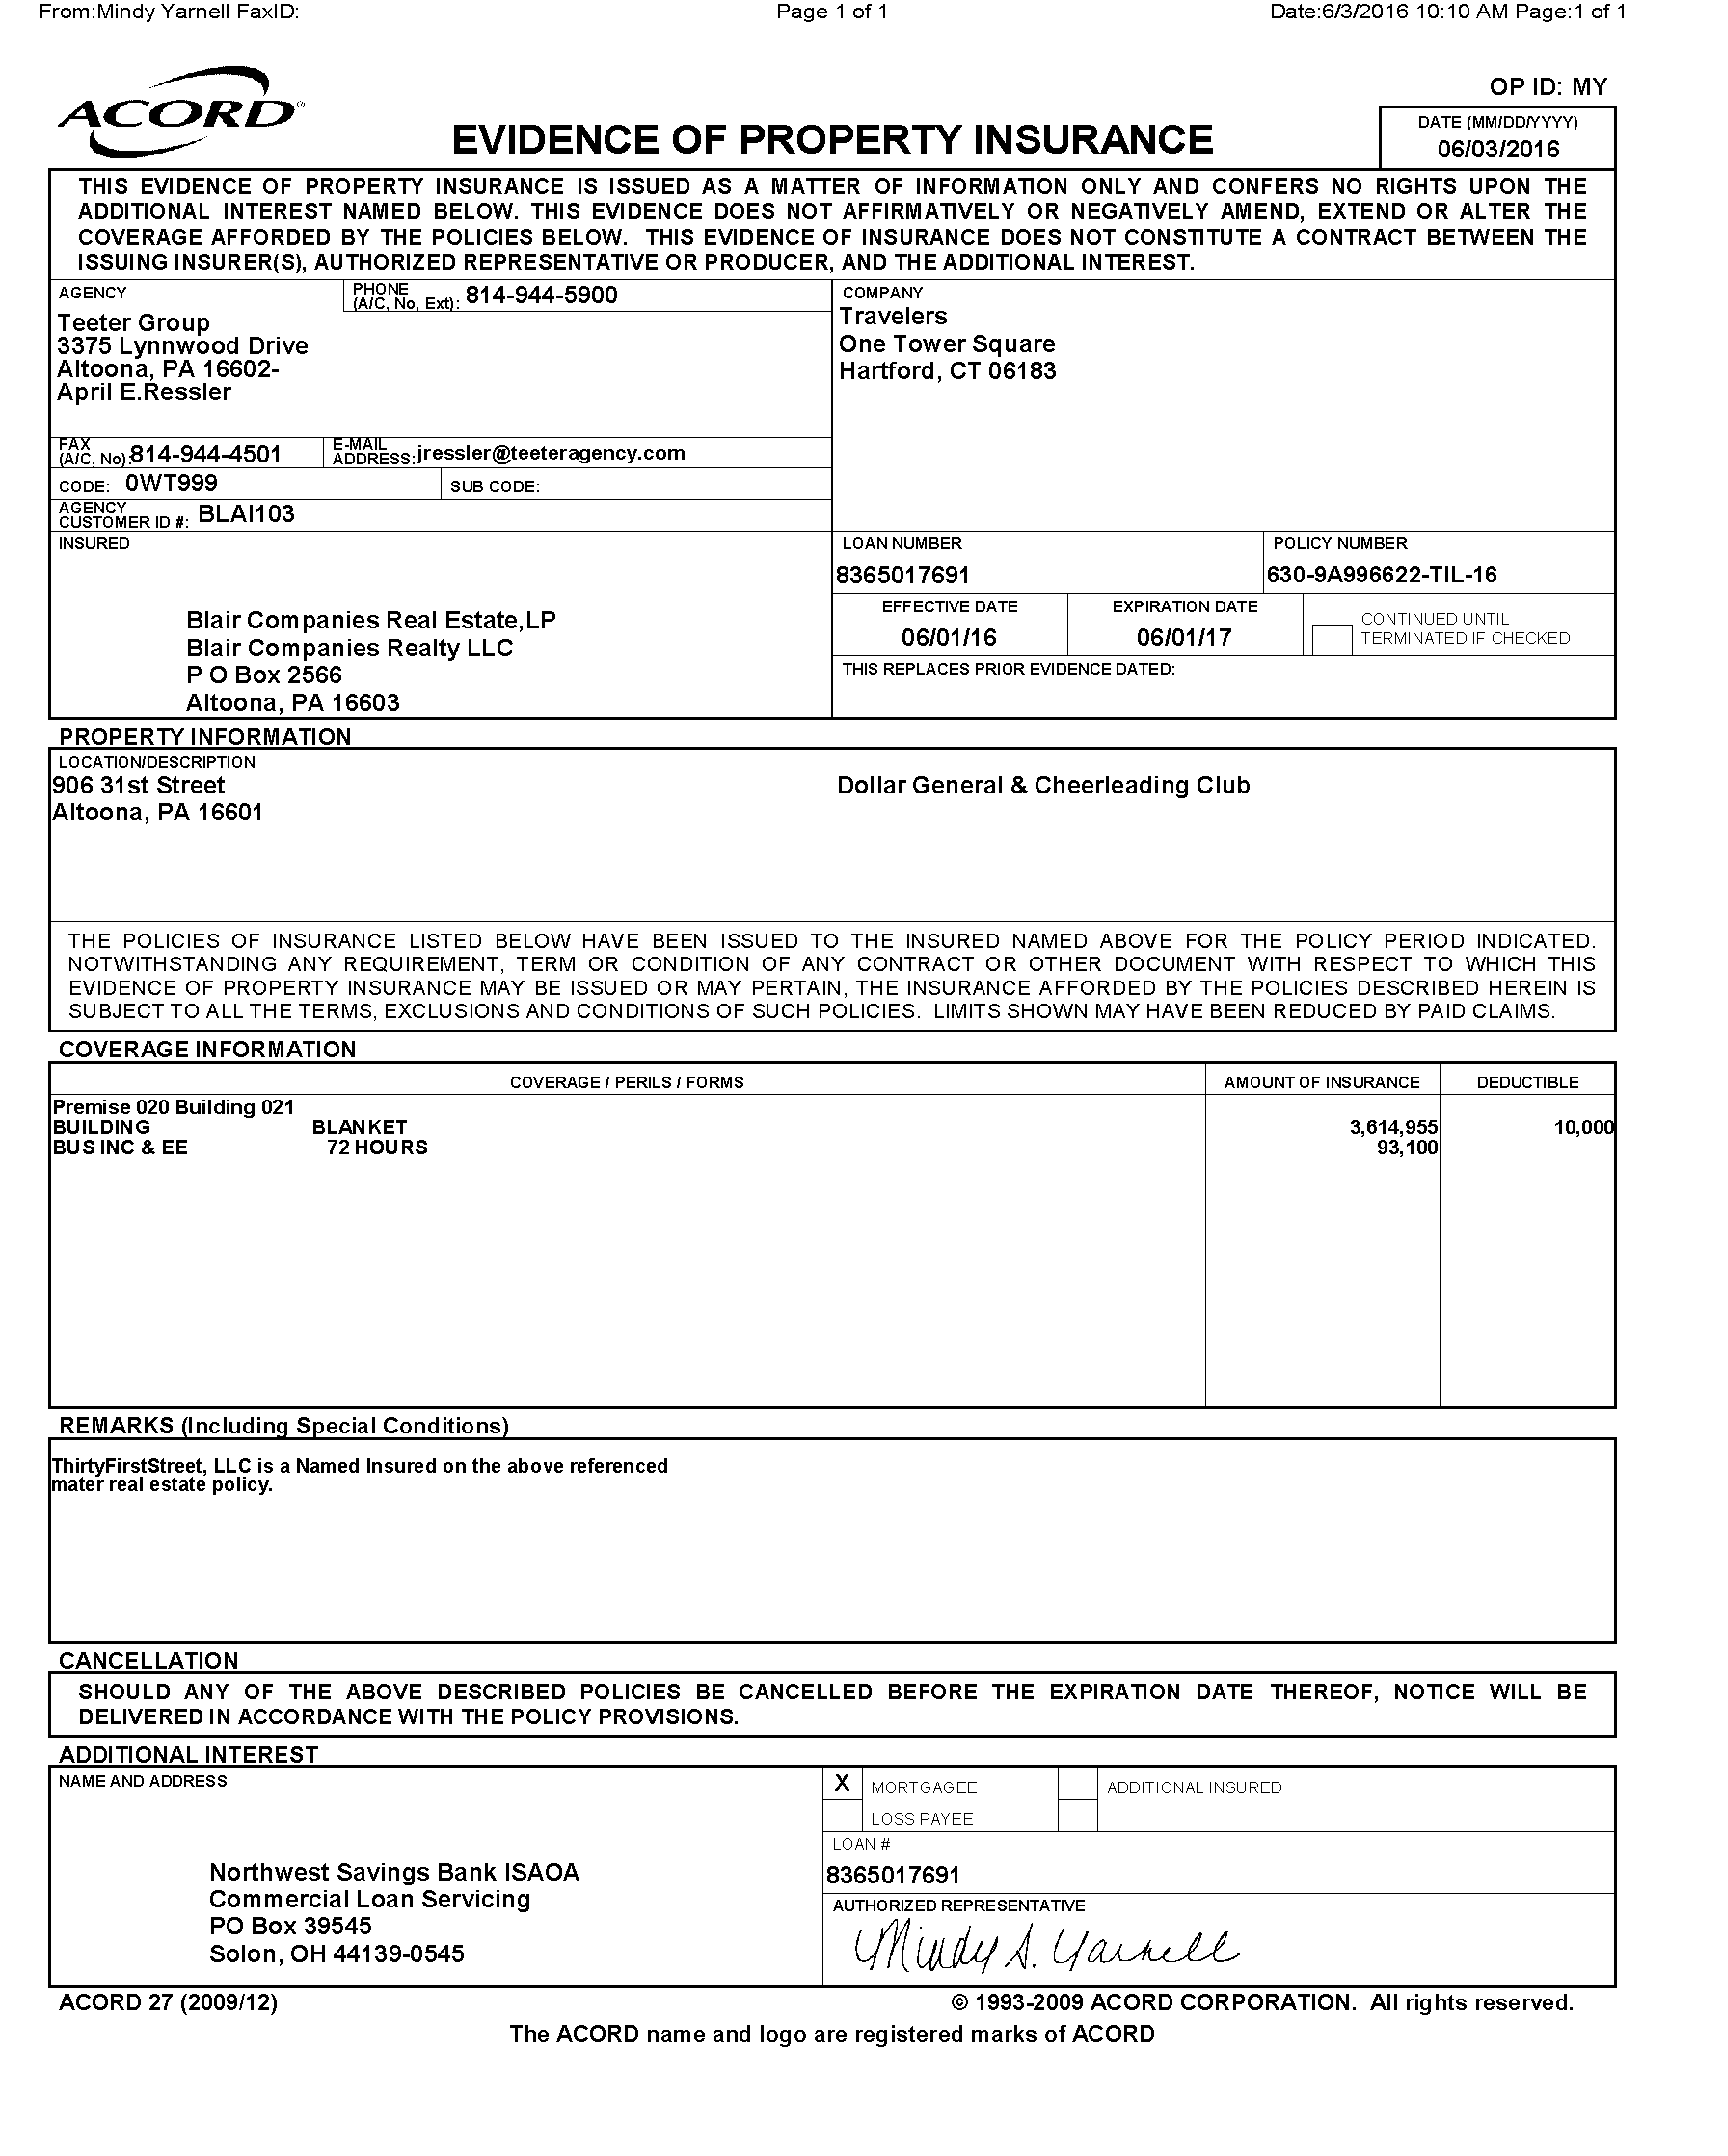 From:Mindy Yarnell FaxID: Page 1 of 1 Date:6/3/2016 10:10 AM Page:1 of 1
OP ID: MY
ACORD®
EVIDENCE OF PROPERTY INSURANCE
DATE (MM/DD/YYYY)
06/03/2016
THIS EVIDENCE OF PROPERTY INSURANCE IS ISSUED AS A MATTER OF INFORMATION ONLY AND CONFERS NO RIGHTS UPON THE
ADDITIONAL INTEREST NAMED BELOW. THIS EVIDENCE DOES NOT AFFIRMATIVELY OR NEGATIVELY AMEND, EXTEND OR ALTER THE
COVERAGE AFFORDED BY THE POLICIES BELOW. THIS EVIDENCE OF INSURANCE DOES NOT CONSTITUTE A CONTRACT BETWEEN THE
ISSUING INSURER(S), AUTHORIZED REPRESENTATIVE OR PRODUCER, AND THE ADDITIONAL INTEREST.
AGENCY
PHONE
(A/C, No, Ext): 814-944-5900
Teeter Group
3375 Lynnwood Drive
Altoona, PA 16602-
April E.Ressler
FAX
(A/C, No): 814-944-4501
E-MAIL
ADDRESS: jressler@teeteragency.com
CODE: 0WT999
SUB CODE:
AGENCY
CUSTOMER ID #: BLAI103
COMPANY
Travelers
One Tower Square
Hartford, CT 06183
INSURED
Blair Companies Real Estate,LP
Blair Companies Realty LLC
P O Box 2566
Altoona, PA 16603
LOAN NUMBER
8365017691
POLICY NUMBER
630-9A996622-TIL-16
EFFECTIVE DATE
06/01/16
EXPIRATION DATE
06/01/17
CONTINUED UNTIL
TERMINATED IF CHECKED
THIS REPLACES PRIOR EVIDENCE DATED:
PROPERTY INFORMATION
LOCATION/DESCRIPTION
906 31st Street Dollar General & Cheerleading Club
Altoona, PA 16601
THE POLICIES OF INSURANCE LISTED BELOW HAVE BEEN ISSUED TO THE INSURED NAMED ABOVE FOR THE POLICY PERIOD INDICATED.
NOTWITHSTANDING ANY REQUIREMENT, TERM OR CONDITION OF ANY CONTRACT OR OTHER DOCUMENT WITH RESPECT TO WHICH THIS
EVIDENCE OF PROPERTY INSURANCE MAY BE ISSUED OR MAY PERTAIN, THE INSURANCE AFFORDED BY THE POLICIES DESCRIBED HEREIN IS
SUBJECT TO ALL THE TERMS, EXCLUSIONS AND CONDITIONS OF SUCH POLICIES. LIMITS SHOWN MAY HAVE BEEN REDUCED BY PAID CLAIMS.
COVERAGE INFORMATION
COVERAGE / PERILS / FORMS AMOUNT OF INSURANCE DEDUCTIBLE
Premise 020 Building 021
BUILDING BLANKET 3,614,955 10,000
BUS INC & EE 72 HOURS 93,100
REMARKS (Including Special Conditions)
ThirtyFirstStreet, LLC is a Named Insured on the above referenced
mater real estate policy.
CANCELLATION
SHOULD ANY OF THE ABOVE DESCRIBED POLICIES BE CANCELLED BEFORE THE EXPIRATION DATE THEREOF, NOTICE WILL BE
DELIVERED IN ACCORDANCE WITH THE POLICY PROVISIONS.
ADDITIONAL INTEREST
NAME AND ADDRESS
Northwest Savings Bank ISAOA
Commercial Loan Servicing
PO Box 39545
Solon, OH 44139-0545
X MORTGAGEE ADDITIONAL INSURED
LOSS PAYEE
LOAN #
8365017691
AUTHORIZED REPRESENTATIVE
Mindy S. Yarnell
ACORD 27 (2009/12) © 1993-2009 ACORD CORPORATION. All rights reserved.
The ACORD name and logo are registered marks of ACORD